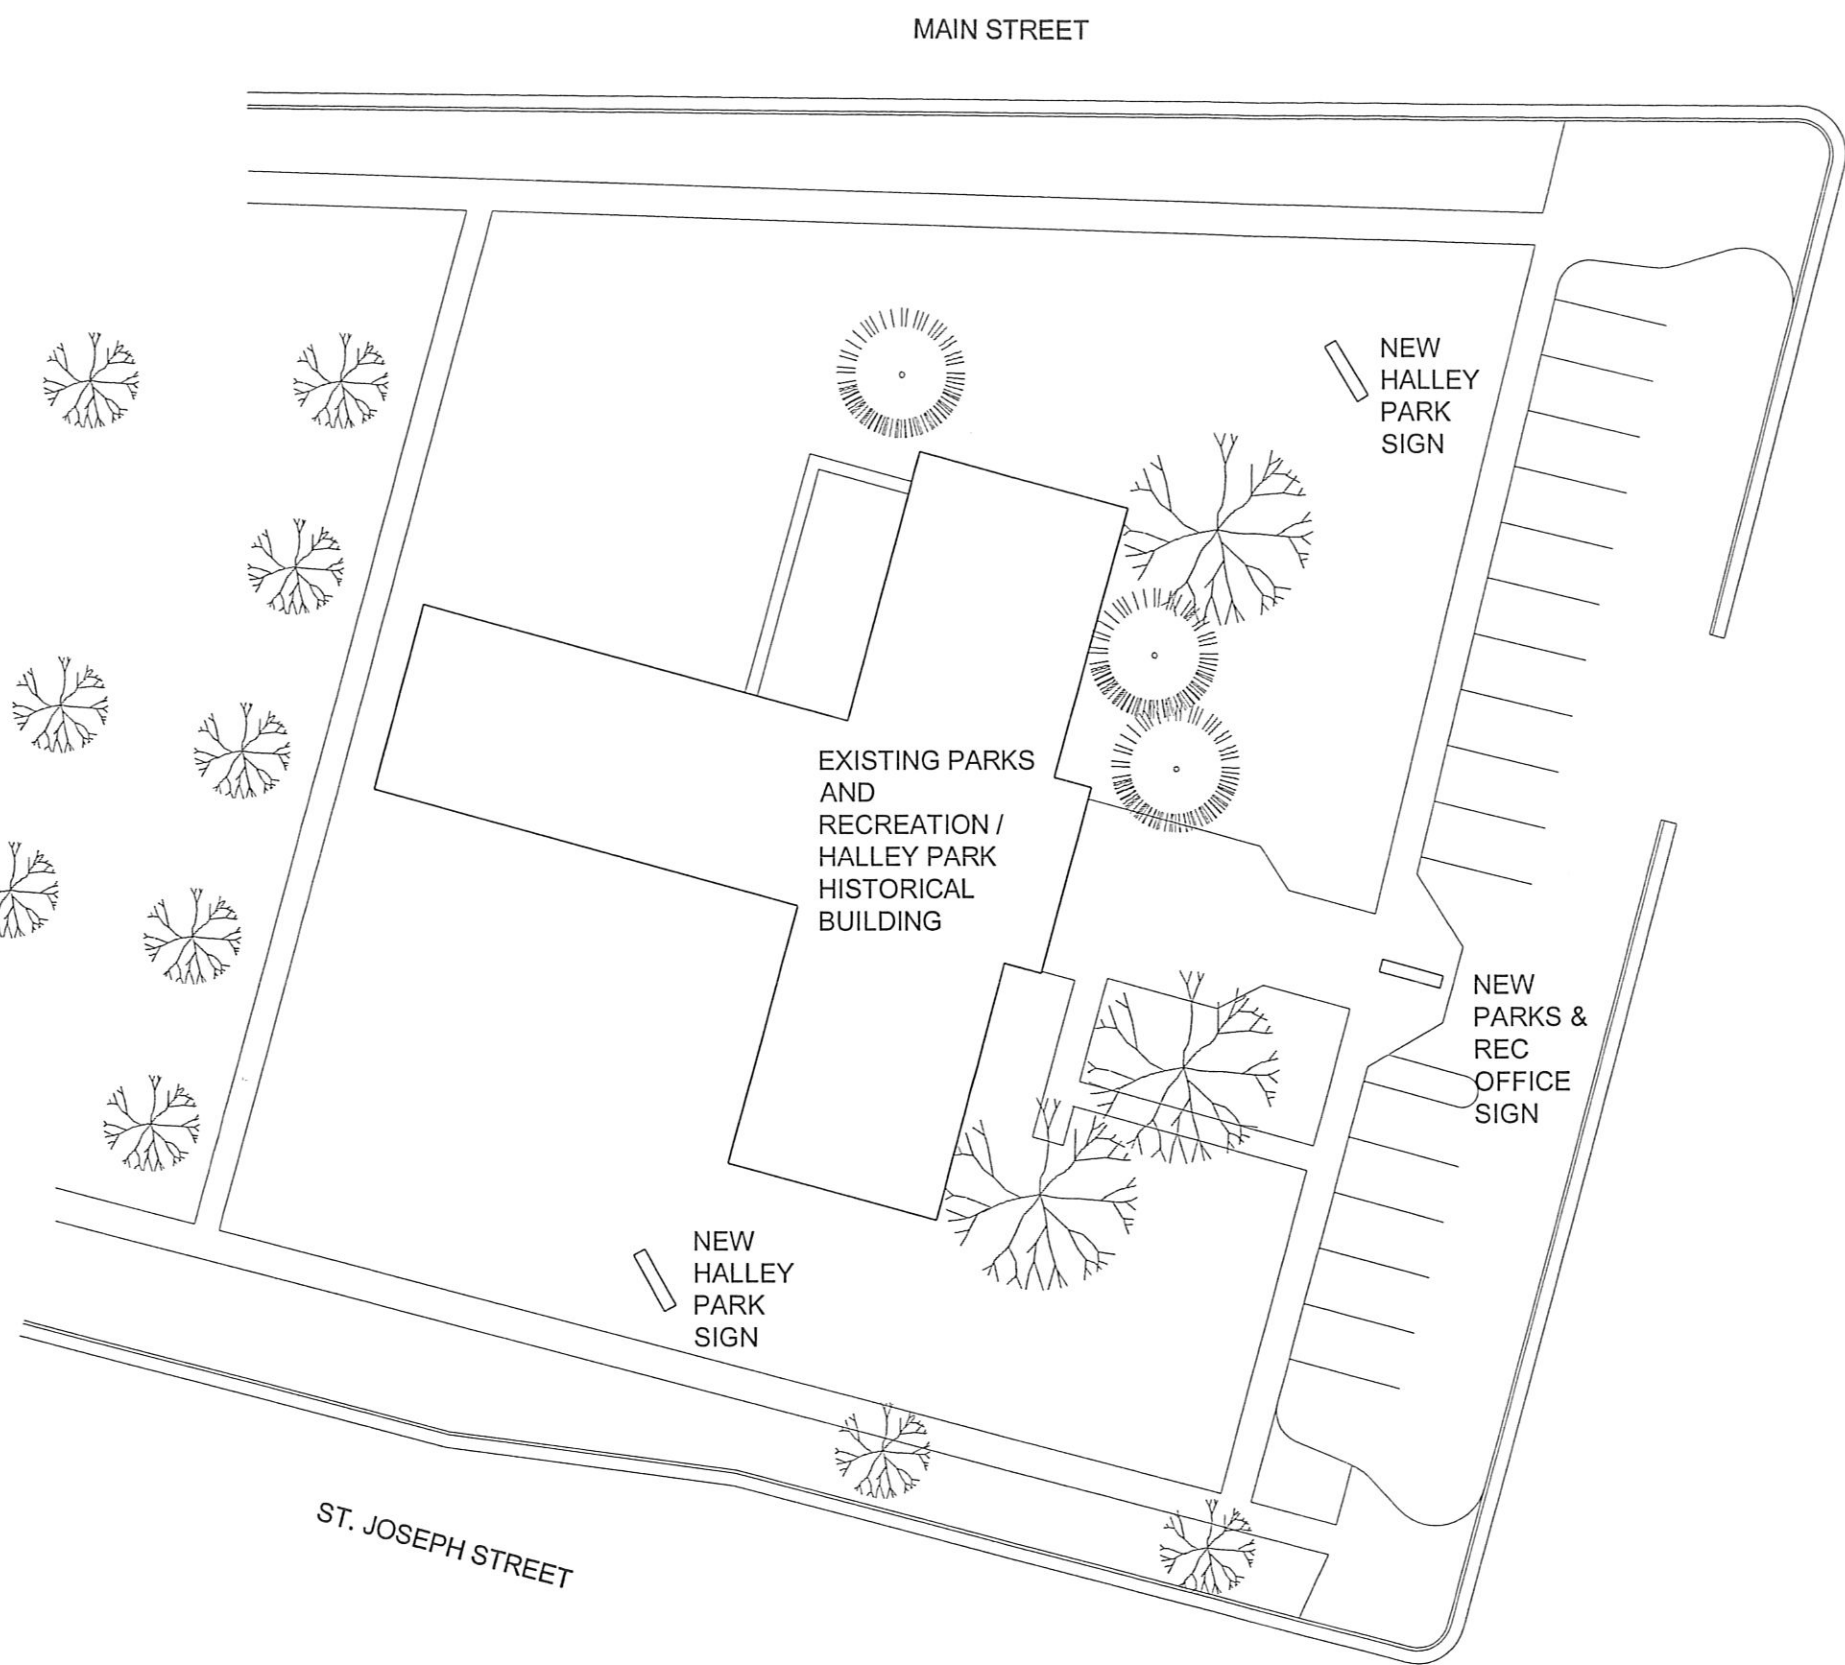 MAIN STREET
NEW
HALLEY
PARK
SIGN
EXISTING PARKS
AND
RECREATION /
HALLEY PARK
HISTORICAL
BUILDING
NEW
PARKS &
REC
OFFICE
SIGN
NEW
HALLEY
PARK
SIGN
ST. JOSEPH STREET